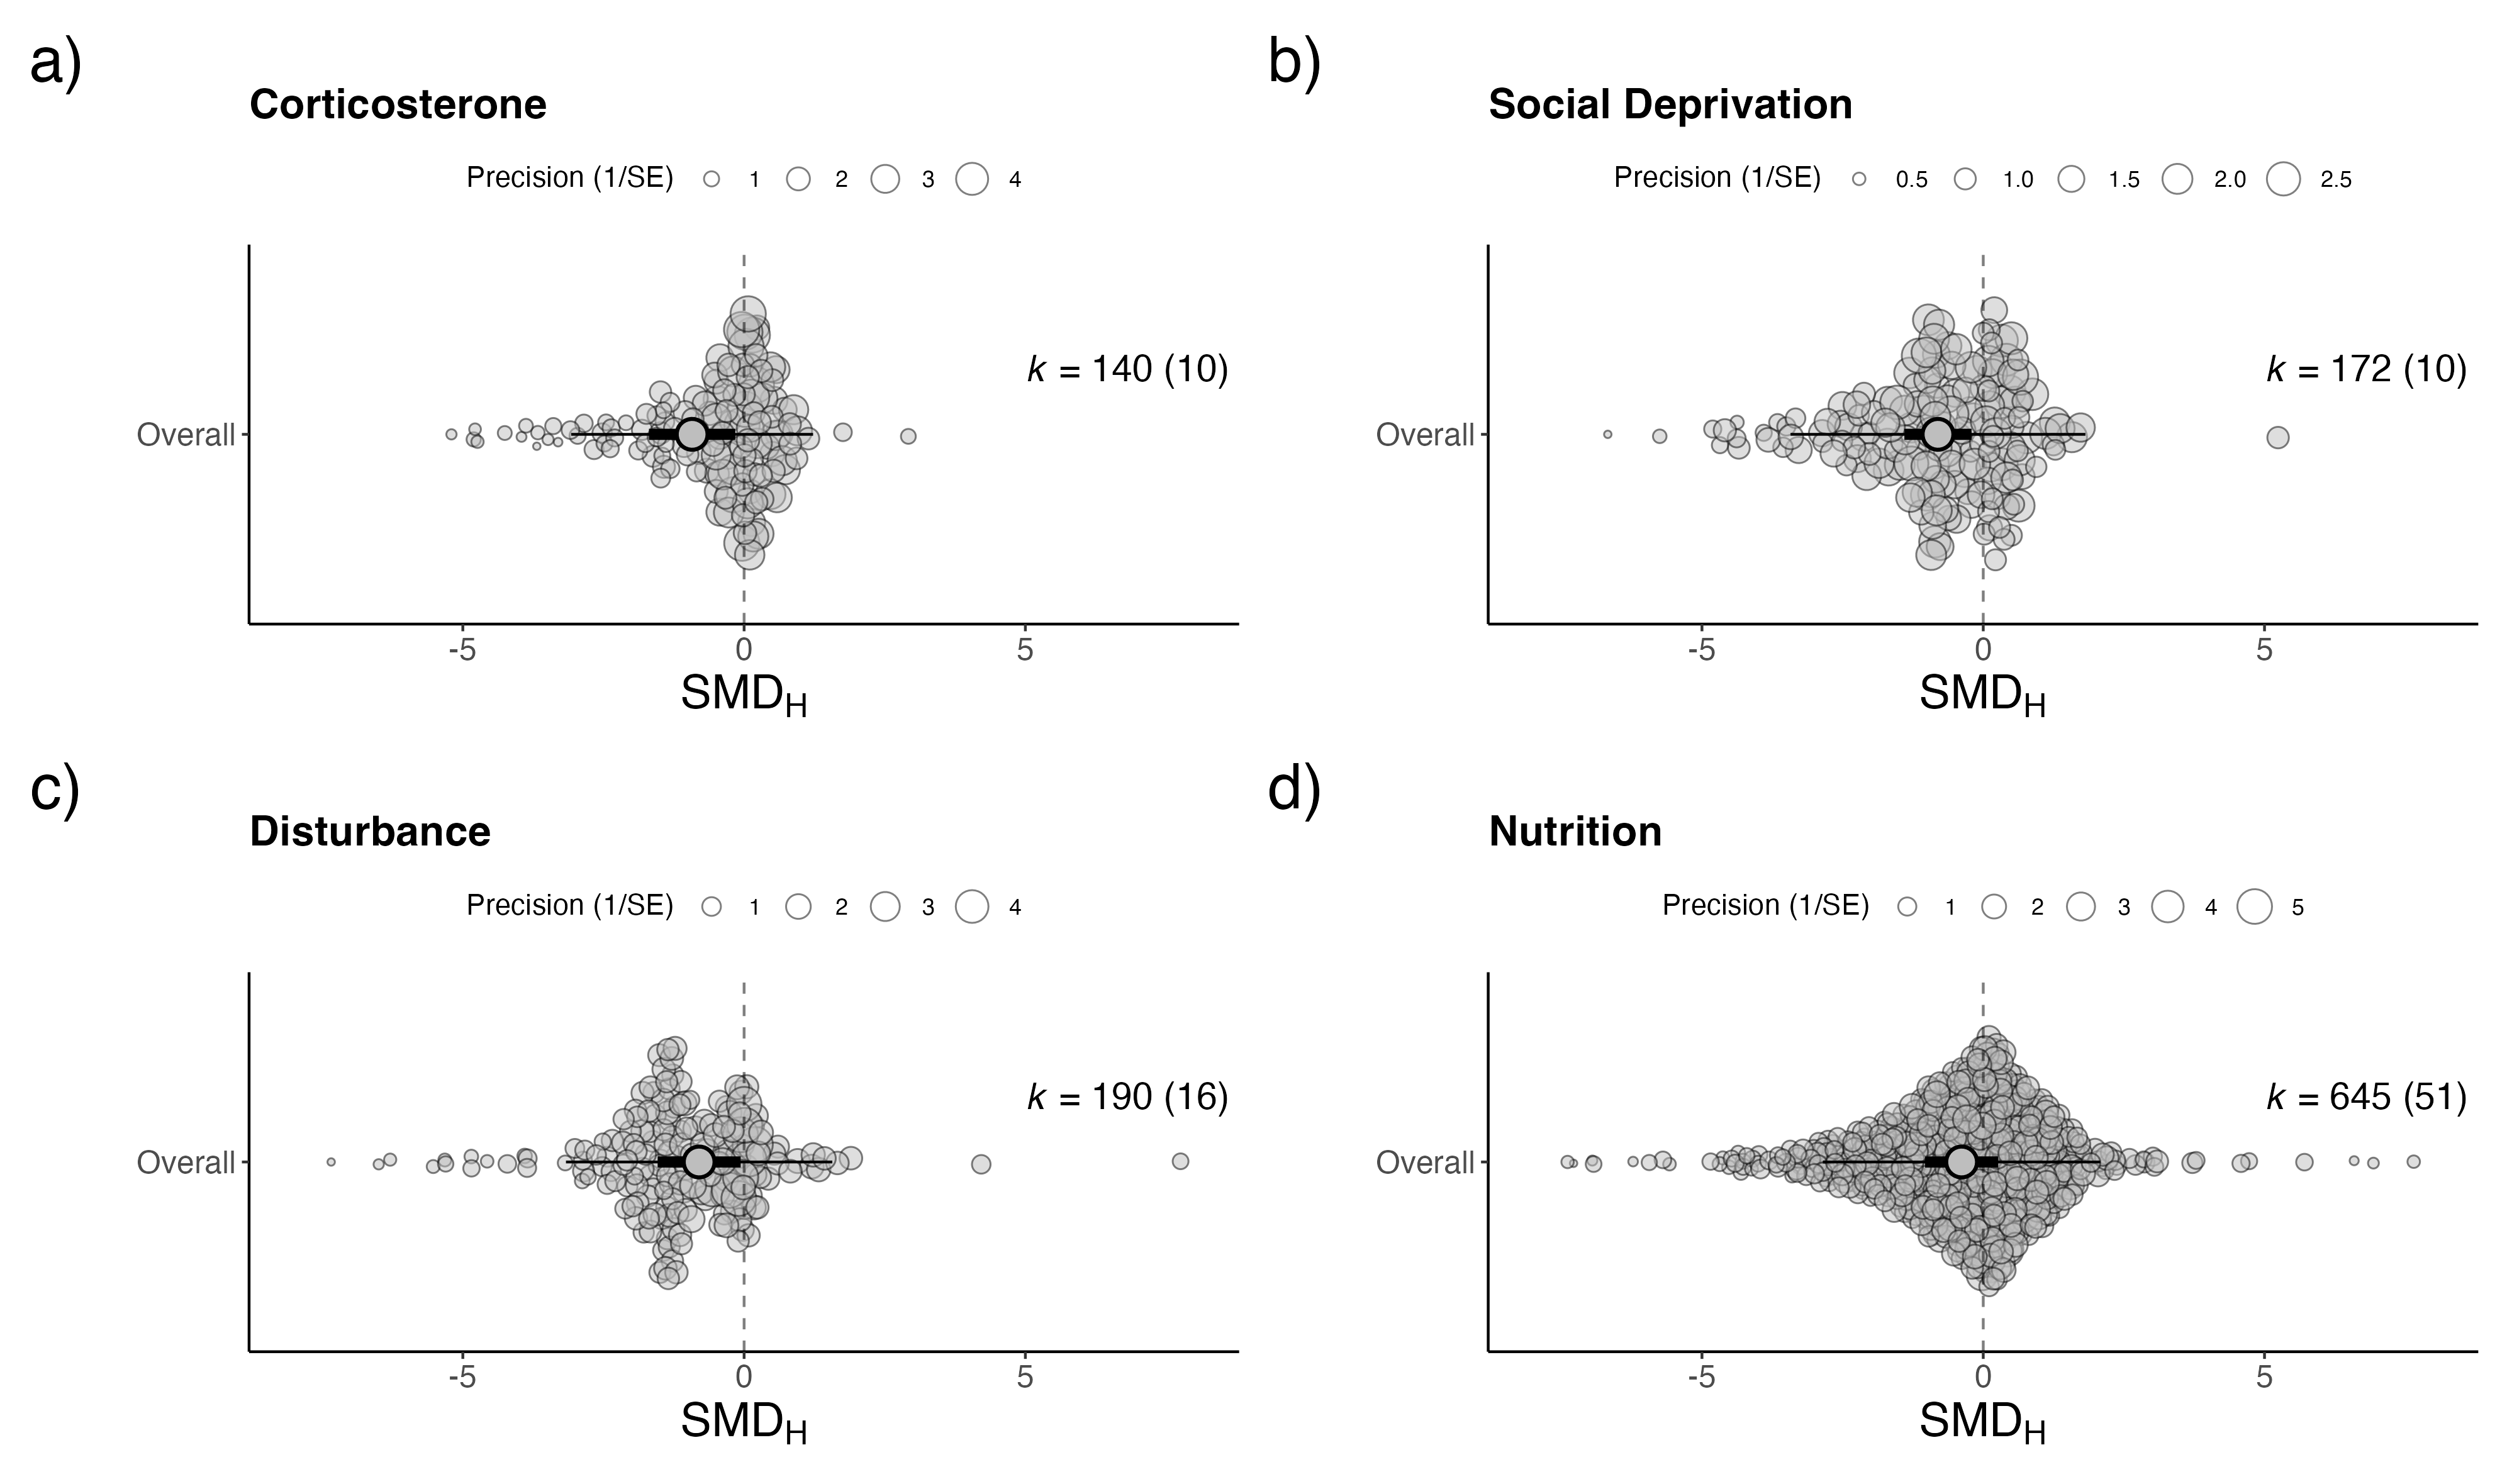 a)
Corticosterone
Precision (1/SE) 1 2 3 4
k = 140 (10)
Overall
-5 0 5
SMDH
b)
Social Deprivation
Precision (1/SE) 0.5 1.0 1.5 2.0 2.5
k = 172 (10)
Overall
-5 0 5
SMDH
c)
Disturbance
Precision (1/SE) 1 2 3 4
k = 190 (16)
Overall
-5 0 5
SMDH
d)
Nutrition
Precision (1/SE) 1 2 3 4 5
k = 645 (51)
Overall
-5 0 5
SMDH